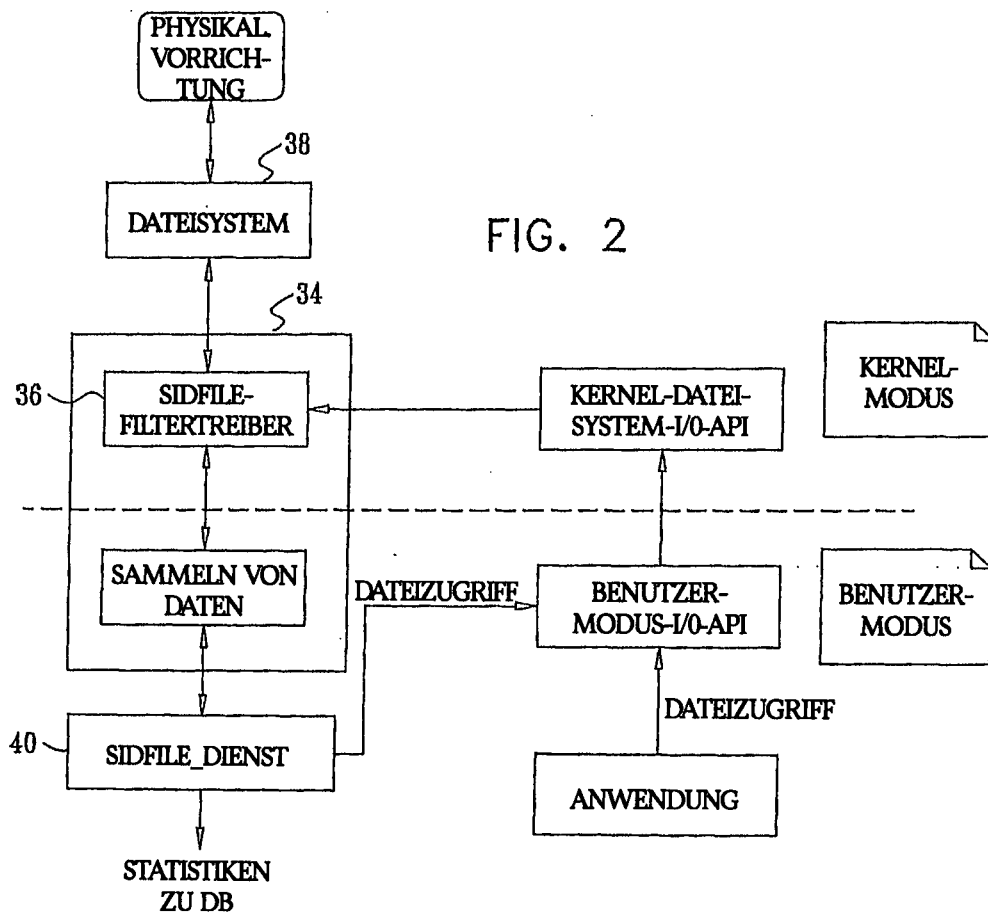 PHYSIKAL.
VORRICH-
TUNG
38
DATEISYSTEM
FIG. 2
34
36
SIDFILE-
FILTERTREIBER
KERNEL-DATEI-
SYSTEM-I/0-API
KERNEL-
MODUS
SAMMELN VON
DATEN
DATEIZUGRIFF
BENUTZER-
MODUS-I/0-API
BENUTZER-
MODUS
DATEIZUGRIFF
40
SIDFILE_DIENST
ANWENDUNG
STATISTIKEN
ZU DB